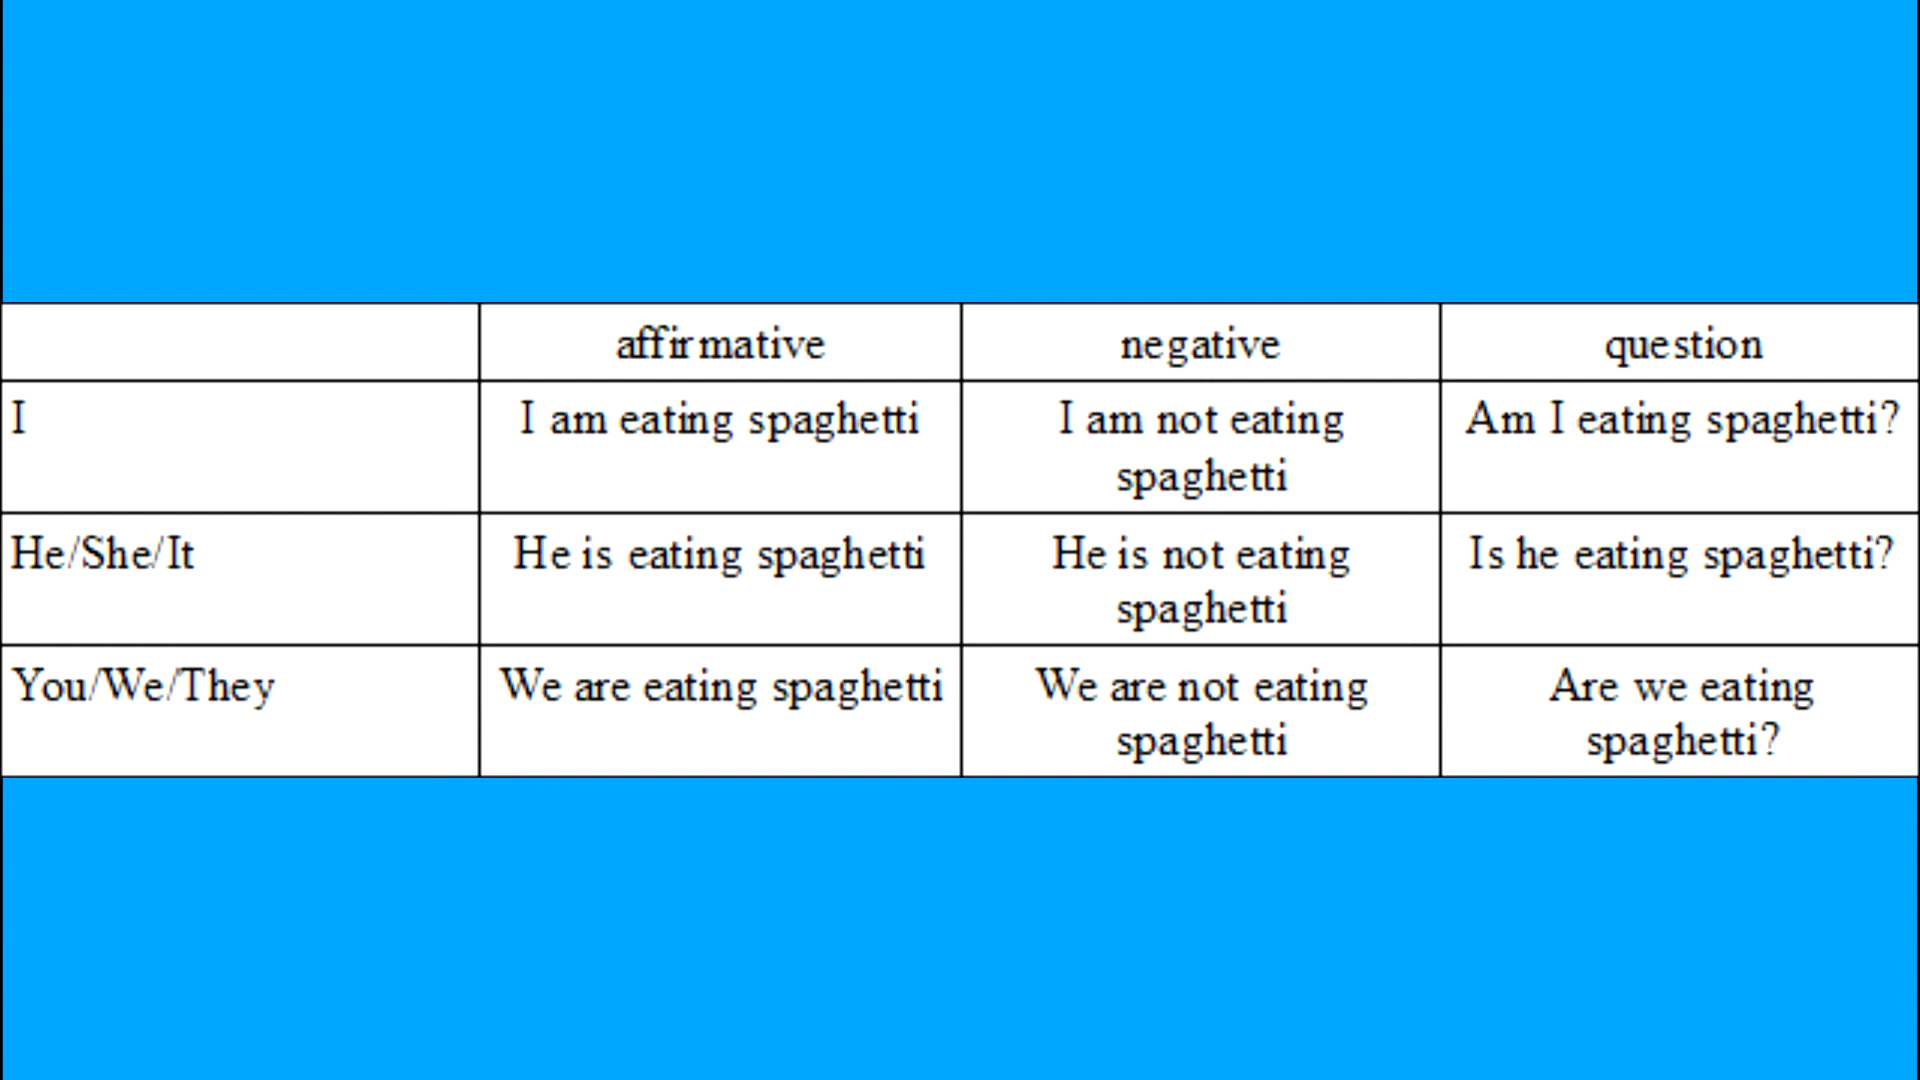 affirmative negative question
I I am eating spaghetti I am not eating Am I eating spaghetti?
spaghetti
He/She/It He is eating spaghetti He is not eating Is he eating spaghetti?
spaghetti
You/We/They We are eating spaghetti We are not eating Are we eating
spaghetti spaghetti?